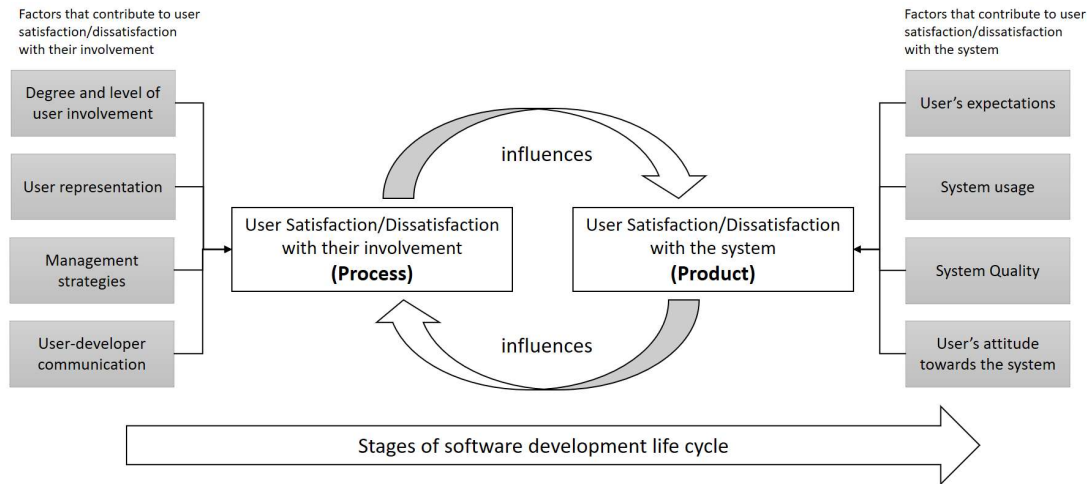 Factors that contribute to user
satisfaction/dissatisfaction
with their involvement
Degree and level of
user involvement
User representation
Management
strategies
User-developer
communication
influences
User Satisfaction/Dissatisfaction
with their involvement
(Process)
User Satisfaction/Dissatisfaction
with the system
(Product)
influences
Factors that contribute to user
satisfaction/dissatisfaction
with the system
User’s expectations
System usage
System Quality
User’s attitude
towards the system
Stages of software development life cycle